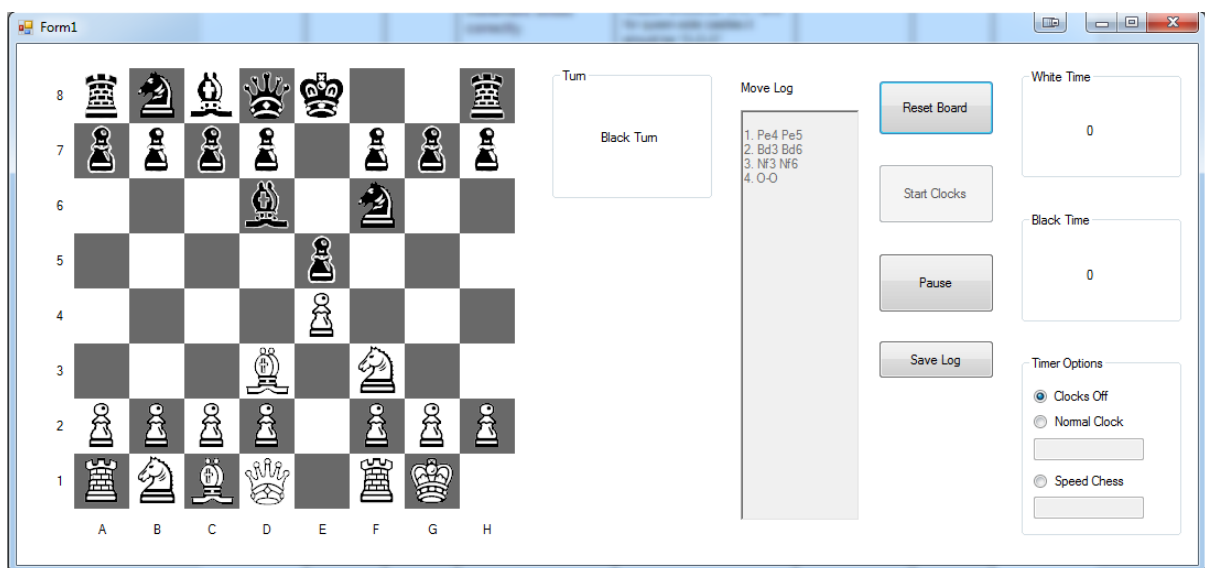 Form1
8
7
6
5
4
3
2
1
A B C D E F G H
Turn
Black Turn
Move Log
1. Pe4 Pe5
2. Bd3 Bd6
3. Nf3 Nf6
4. O-O
Reset Board
Start Clocks
Pause
Save Log
White Time
0
Black Time
0
Timer Options
Clocks Off
Normal Clock
Speed Chess